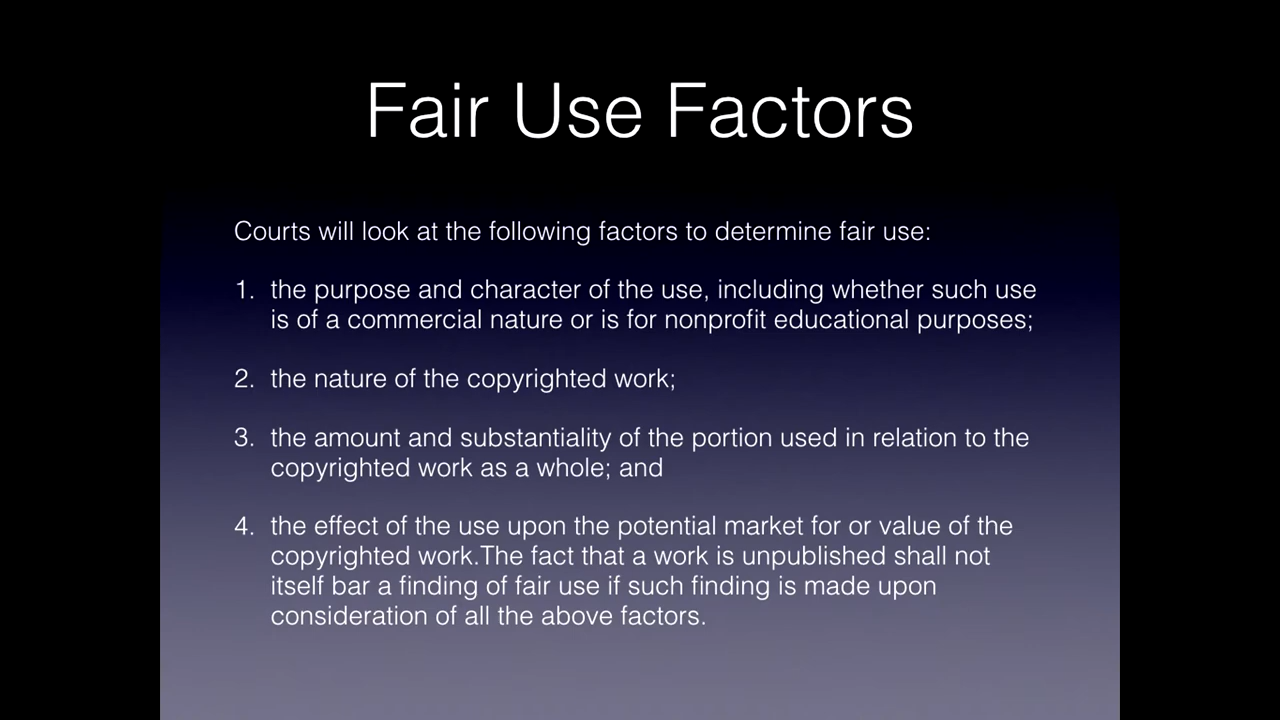 Fair Use Factors
Courts will look at the following factors to determine fair use:
1. the purpose and character of the use, including whether such use
is of a commercial nature or is for nonprofit educational purposes;
2. the nature of the copyrighted work;
3. the amount and substantiality of the portion used in relation to the
copyrighted work as a whole; and
4. the effect of the use upon the potential market for or value of the
copyrighted work.The fact that a work is unpublished shall not
itself bar a finding of fair use if such finding is made upon
consideration of all the above factors.